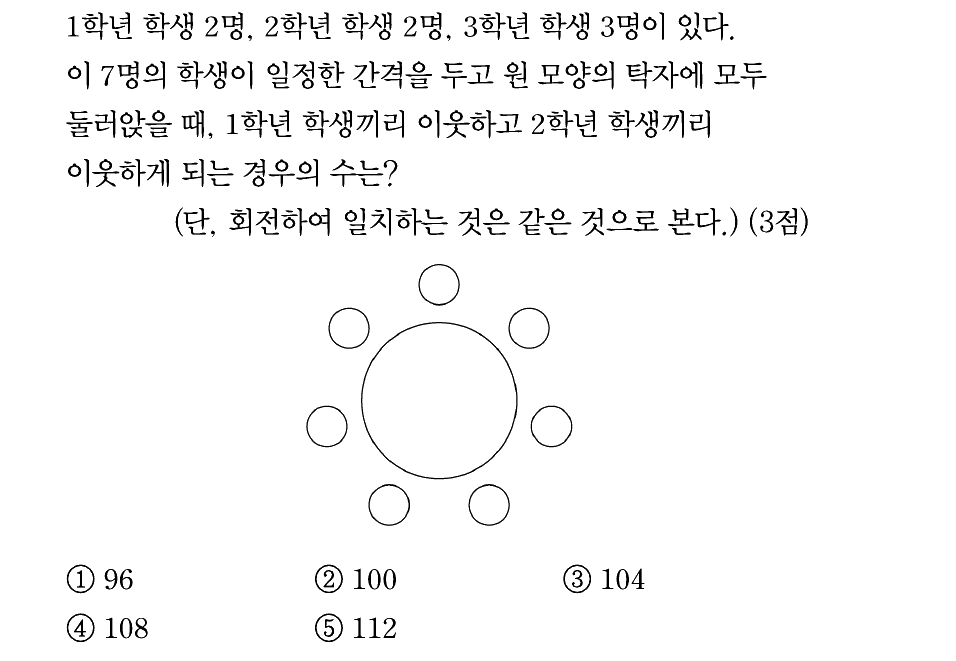 1학년 학생 2명, 2학년 학생 2명, 3학년 학생 3명이 있다.
이 7명의 학생이 일정한 간격을 두고 원 모양의 탁자에 모두
둘러앉을 때, 1학년 학생끼리 이웃하고 2학년 학생끼리
이웃하게 되는 경우의 수는?
(단, 회전하여 일치하는 것은 같은 것으로 본다.) (3점)
① 96 ② 100 ③ 104
④ 108 ⑤ 112